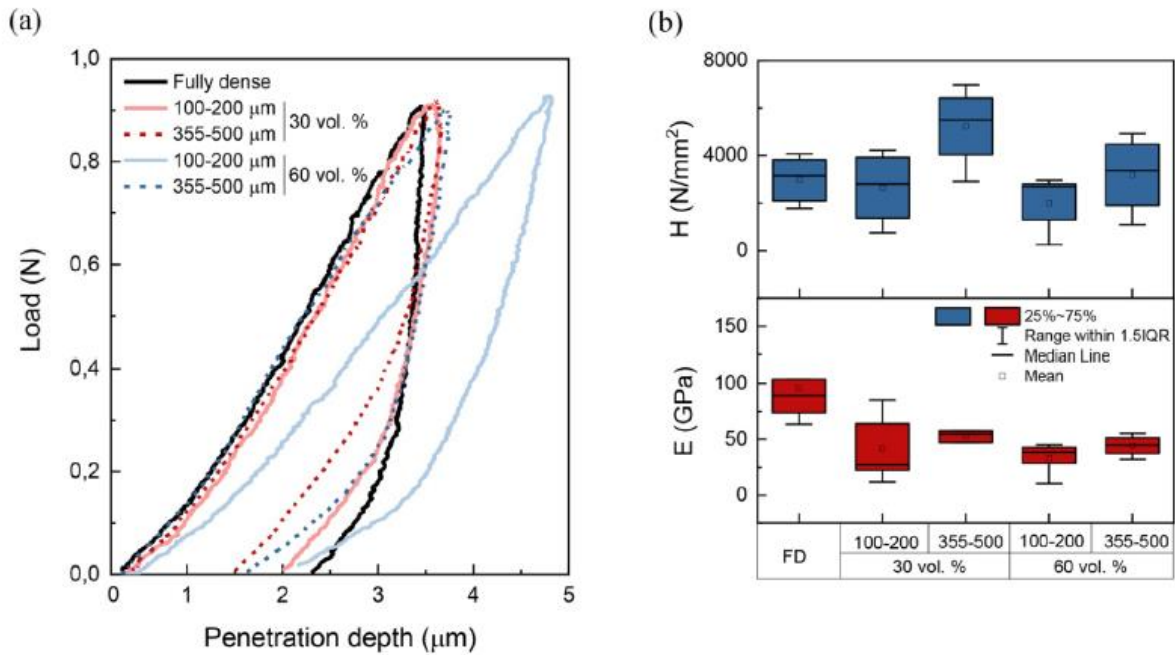 (a)
1,0
0,8
0,6
0,4
0,2
0,0
Load (N)
Fully dense
100-200 μm
355-500 μm
30 vol. %
100-200 μm
355-500 μm
60 vol. %
0 1 2 3 4 5
Penetration depth (μm)
(b)
8000
4000
0
H (N/mm²)
150
100
50
0
E (GPa)
25%~75%
Range within 1.5IQR
Median Line
Mean
FD
100-200 355-500 100-200 355-500
30 vol. % 60 vol. %